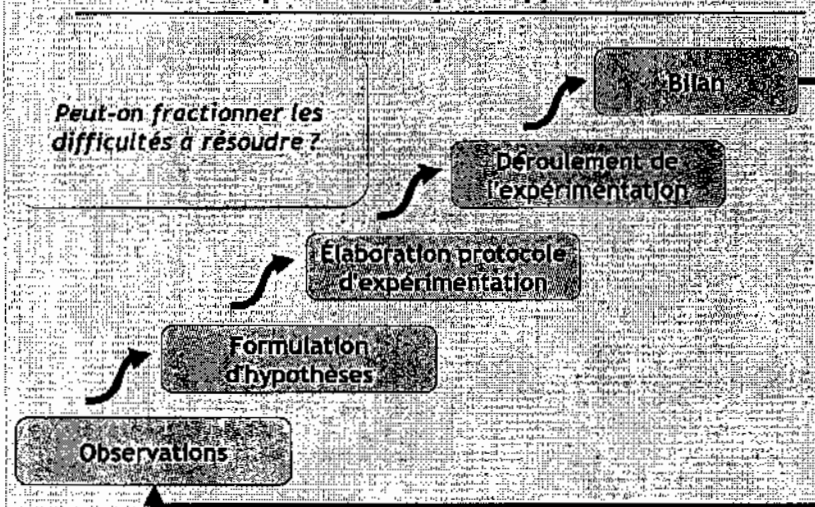 Peut-on fractionner les
difficultés à résoudre ?
Bilan
Déroulement de
l'expérimentation
Élaboration protocole
d'expérimentation
Formulation
d'hypothèses
Observations